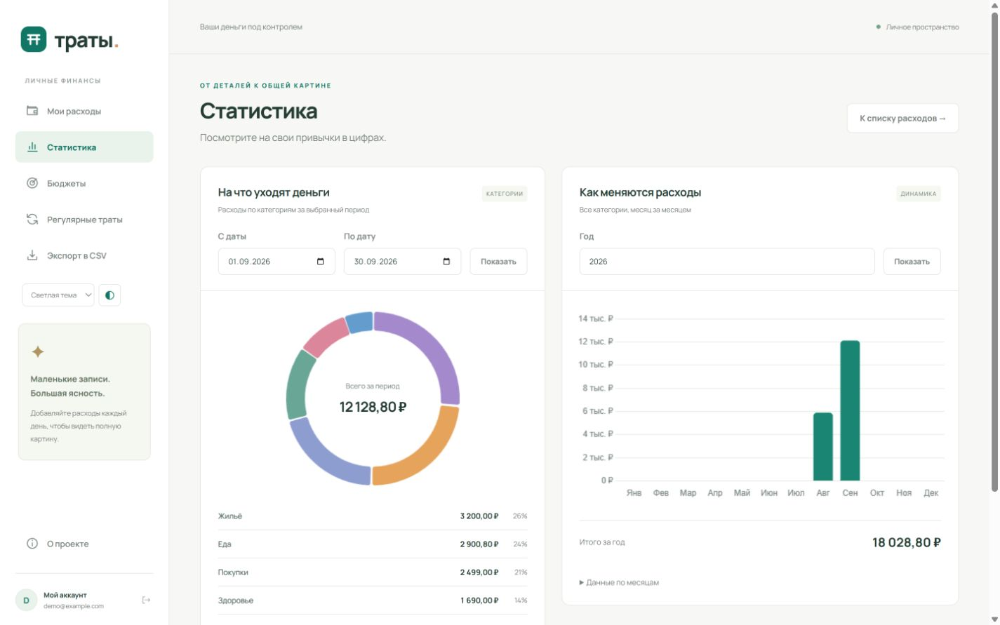 траты.
ЛИЧНЫЕ ФИНАНСЫ
Мои расходы
Статистика
Бюджеты
Регулярные траты
Экспорт в CSV
Светлая тема
Маленькие записи.
Большая ясность.
Добавляйте расходы каждый
день, чтобы видеть полную
картину.
О проекте
D
Мой аккаунт
demo@example.com
Ваши деньги под контролем
Личное пространство
ОТ ДЕТАЛЕЙ К ОБЩЕЙ КАРТИНЕ
Статистика
Посмотрите на свои привычки в цифрах.
К списку расходов →
На что уходят деньги
КАТЕГОРИИ
Расходы по категориям за выбранный период
С даты
По дату
01.09.2026
30.09.2026
Показать
Всего за период
12 128,80 ₽
Жильё 3 200,00 ₽ 26%
Еда 2 900,80 ₽ 24%
Покупки 2 499,00 ₽ 21%
Здоровье 1 690,00 ₽ 14%
Как меняются расходы
ДИНАМИКА
Все категории, месяц за месяцем
Год
2026
Показать
14 тыс. ₽
12 тыс. ₽
10 тыс. ₽
8 тыс. ₽
6 тыс. ₽
4 тыс. ₽
2 тыс. ₽
0 ₽
Янв Фев Мар Апр Май Июн Июл Авг Сен Окт Ноя Дек
Итого за год 18 028,80 ₽
Данные по месяцам